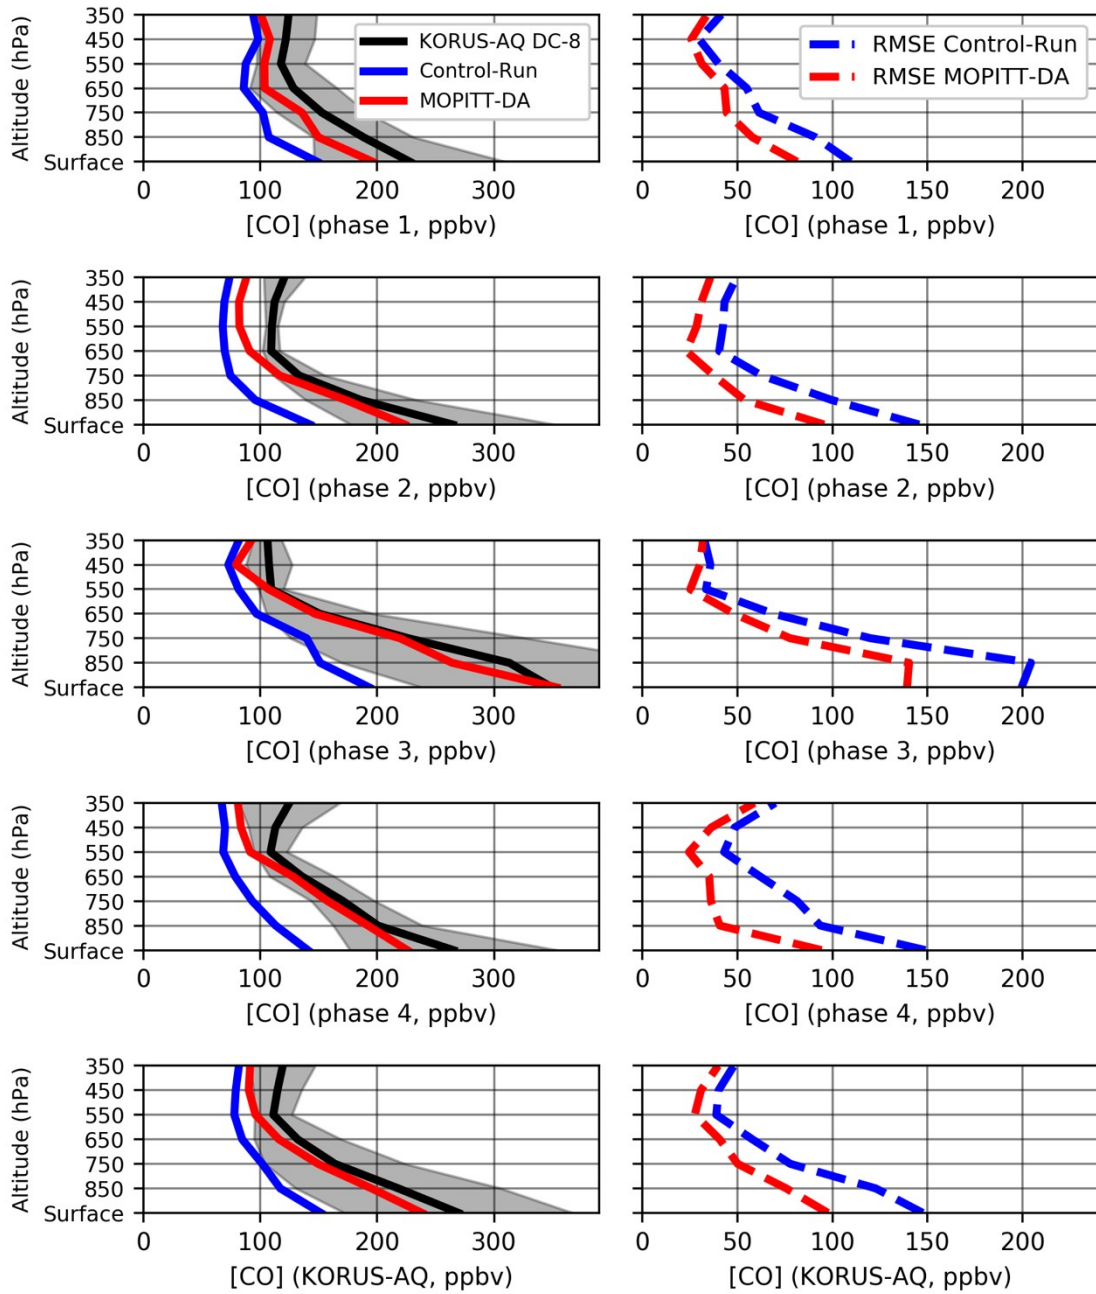 350
450
550
650
750
850
Surface
Altitude (hPa)
KORUS-AQ DC-8
Control-Run
MOPITT-DA
0 100 200 300
[CO] (phase 1, ppbv)
RMSE Control-Run
RMSE MOPITT-DA
0 50 100 150 200
[CO] (phase 1, ppbv)
350
450
550
650
750
850
Surface
Altitude (hPa)
0 100 200 300
[CO] (phase 2, ppbv)
0 50 100 150 200
[CO] (phase 2, ppbv)
350
450
550
650
750
850
Surface
Altitude (hPa)
0 100 200 300
[CO] (phase 3, ppbv)
0 50 100 150 200
[CO] (phase 3, ppbv)
350
450
550
650
750
850
Surface
Altitude (hPa)
0 100 200 300
[CO] (phase 4, ppbv)
0 50 100 150 200
[CO] (phase 4, ppbv)
350
450
550
650
750
850
Surface
Altitude (hPa)
0 100 200 300
[CO] (KORUS-AQ, ppbv)
0 50 100 150 200
[CO] (KORUS-AQ, ppbv)